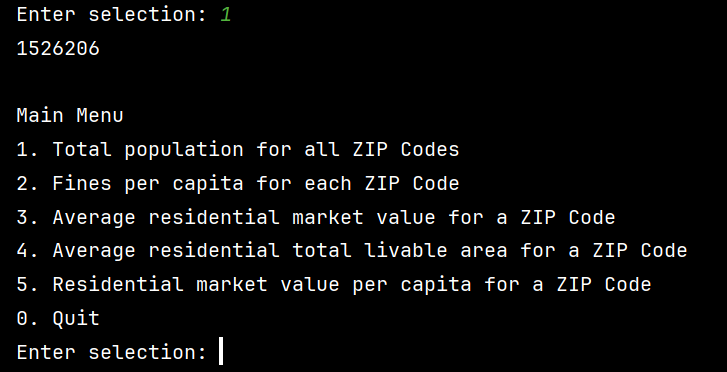 Enter selection: 1
1526206
Main Menu
1. Total population for all ZIP Codes
2. Fines per capita for each ZIP Code
3. Average residential market value for a ZIP Code
4. Average residential total livable area for a ZIP Code
5. Residential market value per capita for a ZIP Code
0. Quit
Enter selection: